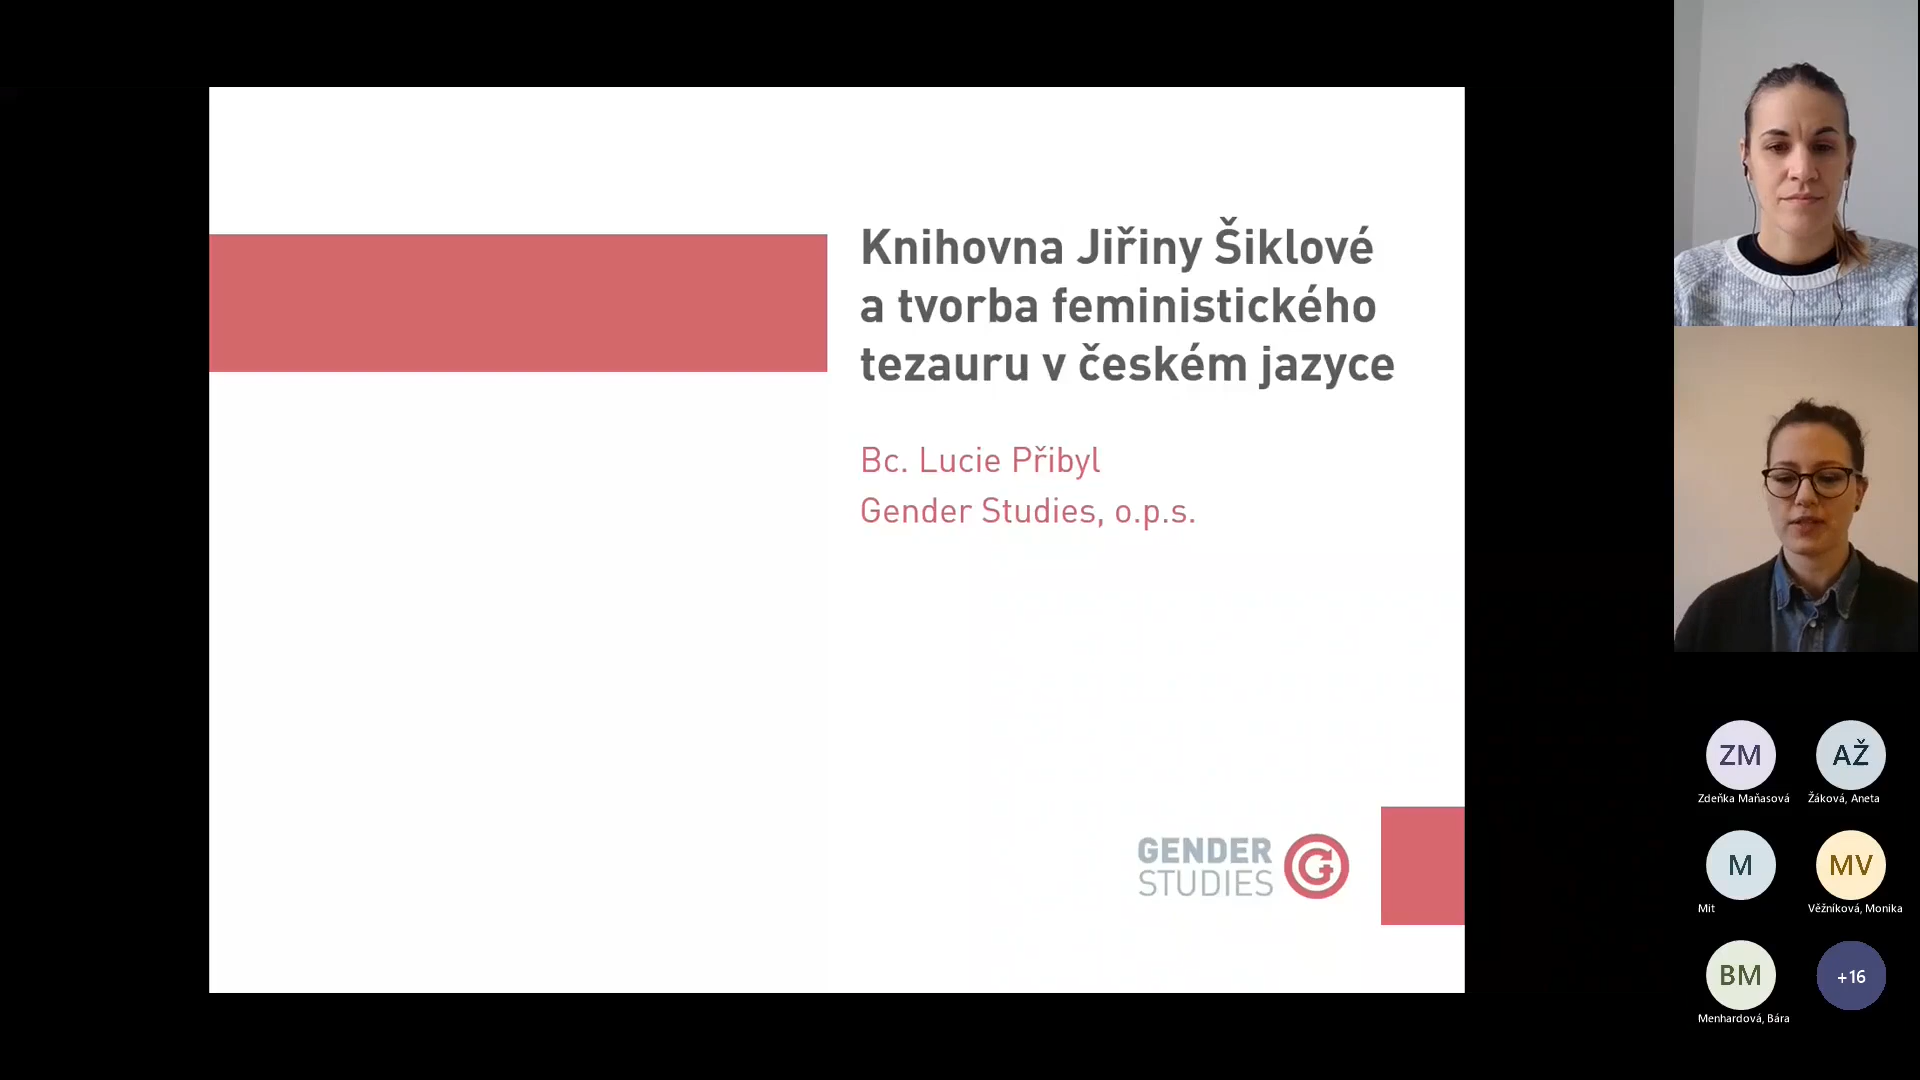 Knihovna Jiřiny Šiklové
a tvorba feministického
tezauru v českém jazyce
Bc. Lucie Přibyl
Gender Studies, o.p.s.
GENDER
STUDIES
ZM
Zdeňka Maňasová
AŽ
Žáková, Aneta
M
Mit
MV
Věžníková, Monika
BM
Menhardová, Bára
+16